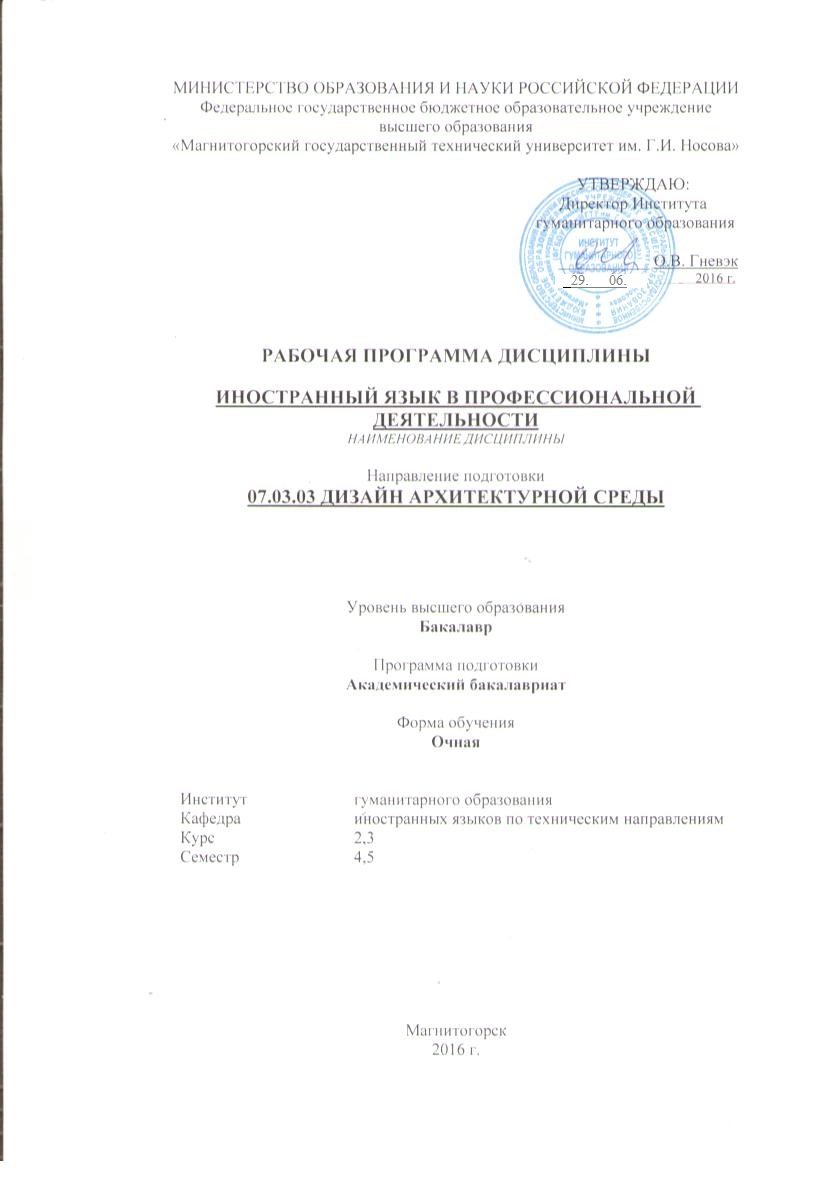 МИНИСТЕРСТВО ОБРАЗОВАНИЯ И НАУКИ РОССИЙСКОЙ ФЕДЕРАЦИИ
Федеральное государственное бюджетное образовательное учреждение
высшего образования
«Магнитогорский государственный технический университет им. Г.И. Носова»
УТВЕРЖДАЮ:
Директор Института
гуманитарного образования
О.В. Гневэк
29. 06. 2016 г.
ИНСТИТУТ
ГУМАНИТАРНОГО
ОБРАЗОВАНИЯ
РАБОЧАЯ ПРОГРАММА ДИСЦИПЛИНЫ
ИНОСТРАННЫЙ ЯЗЫК В ПРОФЕССИОНАЛЬНОЙ
ДЕЯТЕЛЬНОСТИ
НАИМЕНОВАНИЕ ДИСЦИПЛИНЫ
Направление подготовки
07.03.03 ДИЗАЙН АРХИТЕКТУРНОЙ СРЕДЫ
Уровень высшего образования
Бакалавр
Программа подготовки
Академический бакалавриат
Форма обучения
Очная
Институт гуманитарного образования
Кафедра иностранных языков по техническим направлениям
Курс 2,3
Семестр 4,5
Магнитогорск
2016 г.